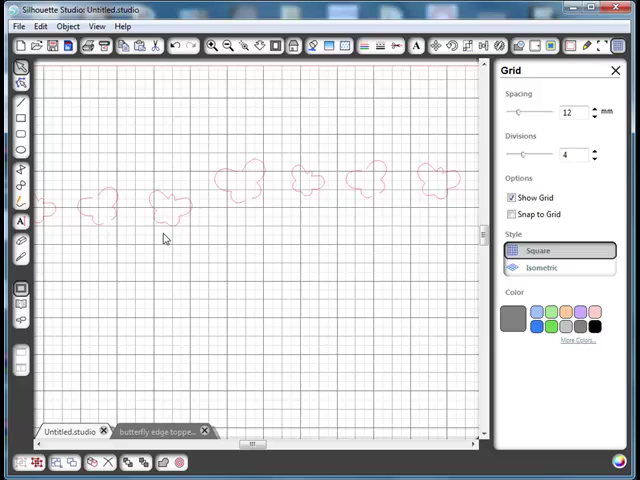 Silhouette Studio: Untitled.studio
File Edit Object View Help
A
A
Grid
Spacing
12 mm
Divisions
4
Options
Show Grid
Snap to Grid
Style
Square
Isometric
Color
More Colors...
Untitled.studio
butterfly edge toppe...